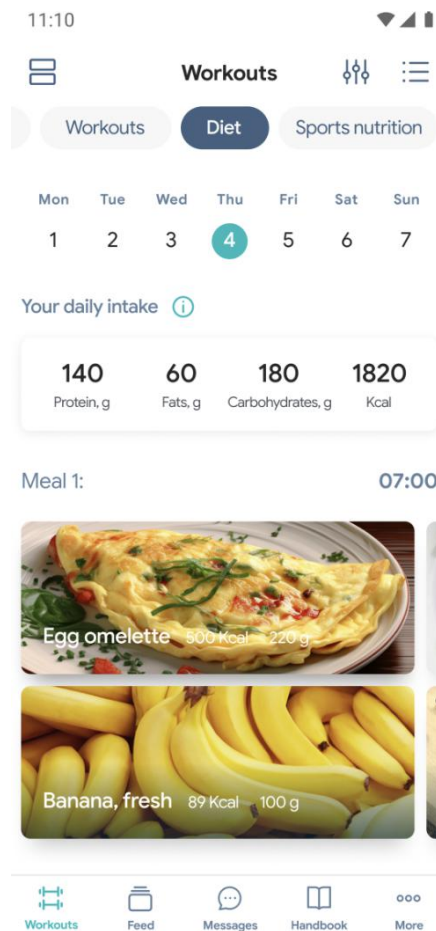 11:10
Workouts
Workouts Diet Sports nutrition
Mon Tue Wed Thu Fri Sat Sun
1 2 3 4 5 6 7
Your daily intake
140 60 180 1820
Protein, g Fats, g Carbohydrates, g Kcal
Meal 1: 07:00
Egg omelette 500 Kcal 220 g
Banana, fresh 89 Kcal 100 g
Workouts Feed Messages Handbook More